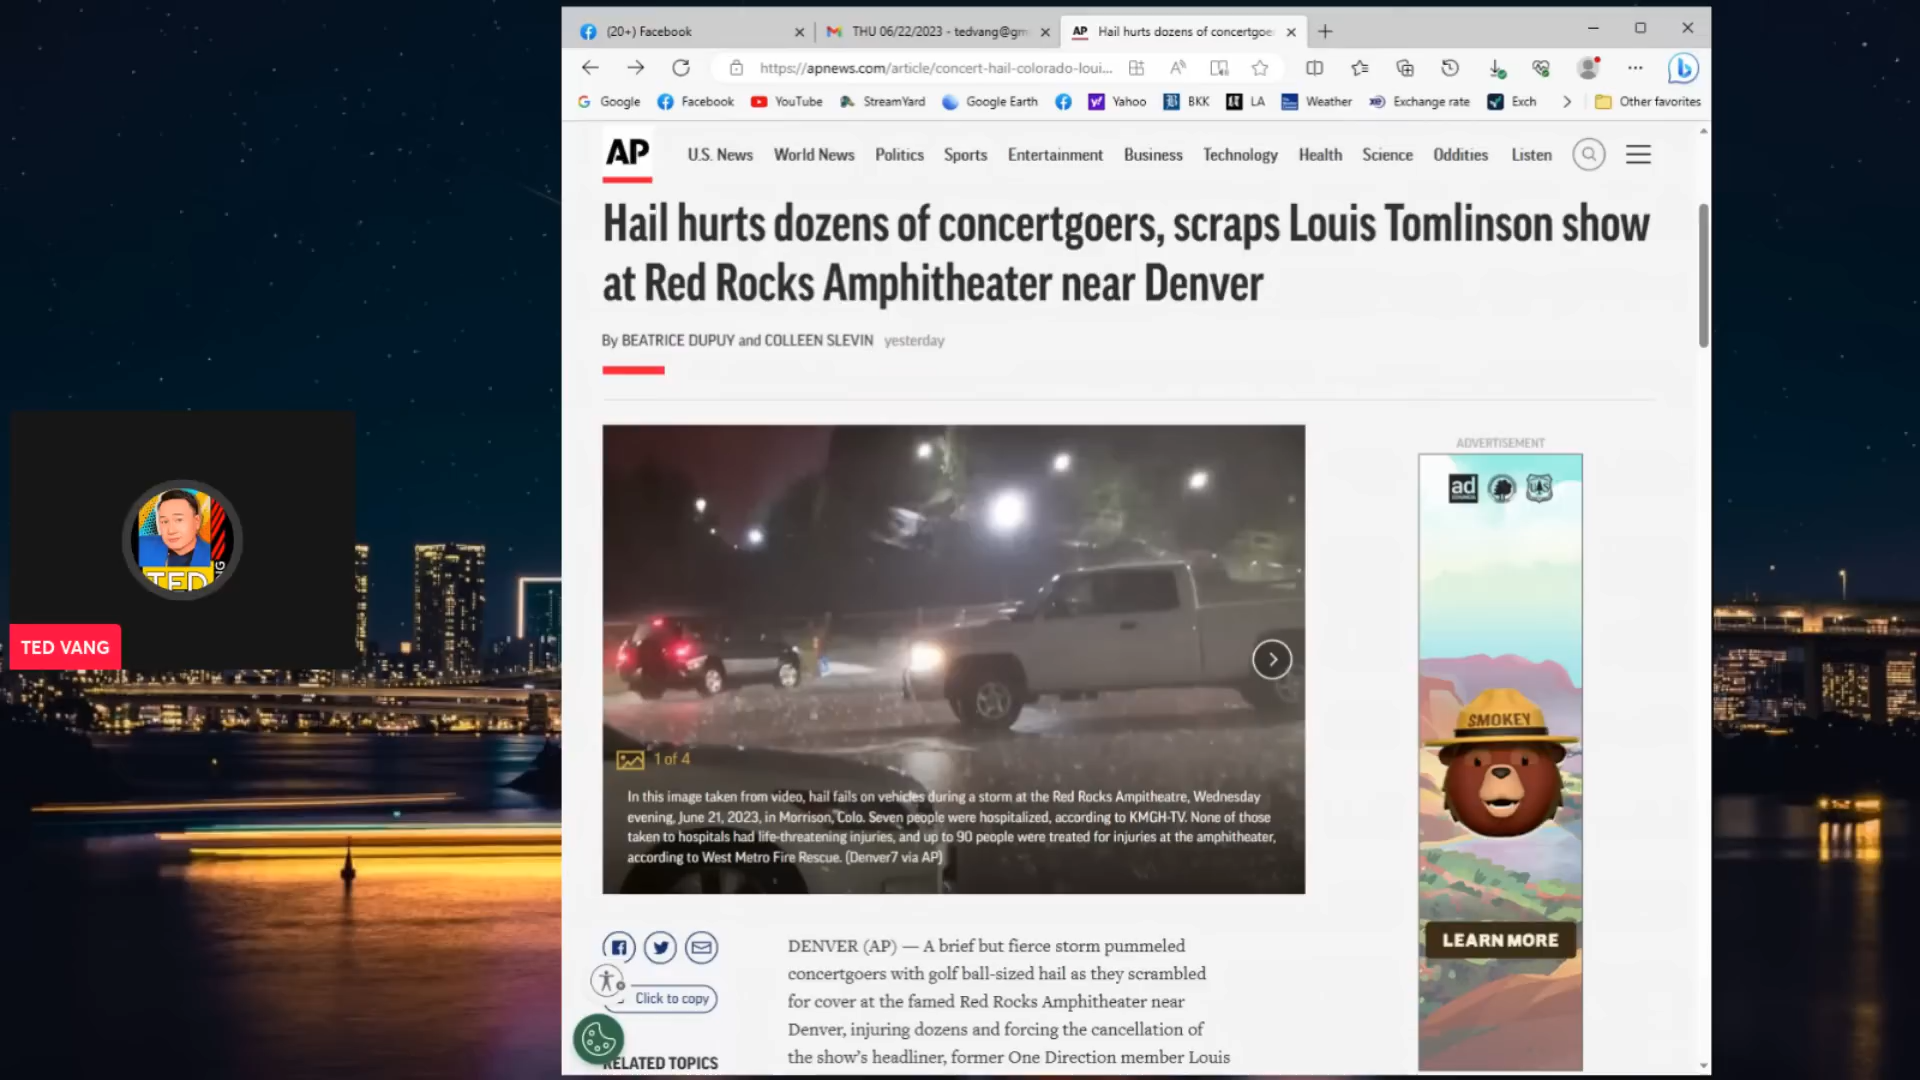 (20+) Facebook
THU 06/22/2023 - tedvang@gm
AP Hail hurts dozens of concertgoe
https://apnews.com/article/concert-hail-colorado-loui...
Google Facebook YouTube StreamYard Google Earth Yahoo BKK LA Weather Exchange rate Exch Other favorites
AP U.S. News World News Politics Sports Entertainment Business Technology Health Science Oddities Listen
Hail hurts dozens of concertgoers, scraps Louis Tomlinson show
at Red Rocks Amphitheater near Denver
By BEATRICE DUPUY and COLLEEN SLEVIN yesterday
ADVERTISEMENT
ad
SMOKEY
LEARN MORE
TED
TED VANG
1 of 4
In this image taken from video, hail falls on vehicles during a storm at the Red Rocks Ampitheatre, Wednesday
evening, June 21, 2023, in Morrison, Colo. Seven people were hospitalized, according to KMGH-TV. None of those
taken to hospitals had life-threatening injuries, and up to 90 people were treated for injuries at the amphitheater,
according to West Metro Fire Rescue. (Denver7 via AP)
Click to copy
RELATED TOPICS
DENVER (AP) — A brief but fierce storm pummeled
concertgoers with golf ball-sized hail as they scrambled
for cover at the famed Red Rocks Amphitheater near
Denver, injuring dozens and forcing the cancellation of
the show's headliner, former One Direction member Louis